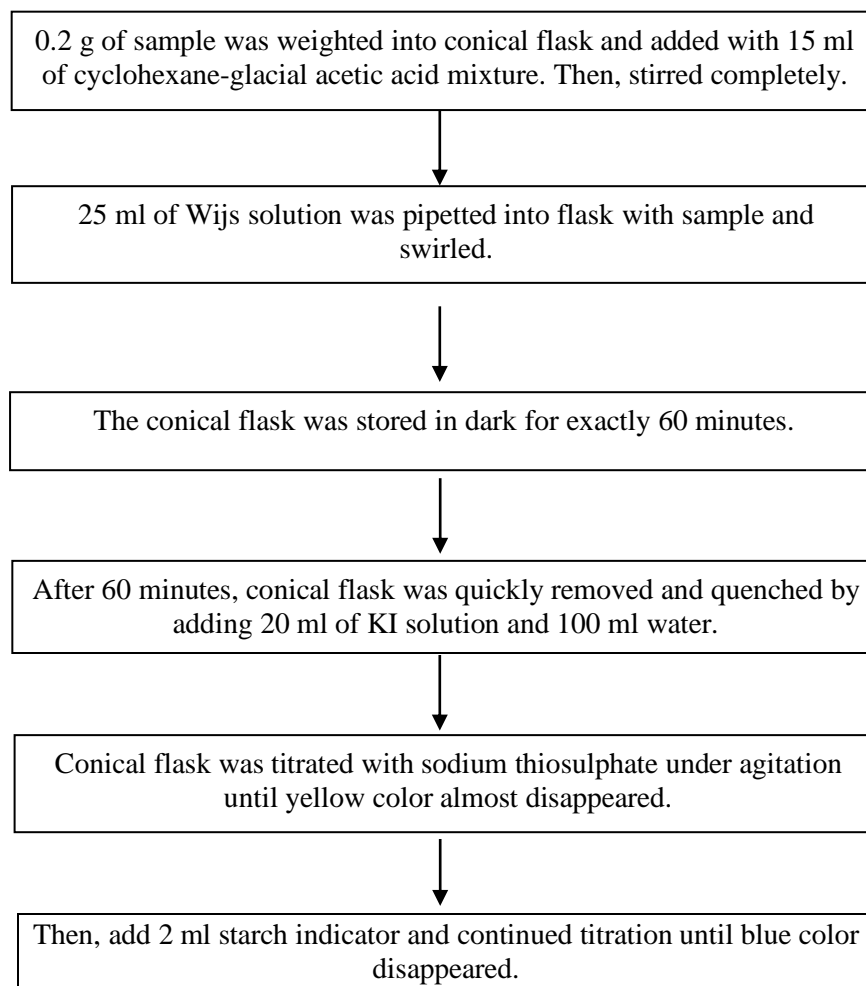 0.2 g of sample was weighted into conical flask and added with 15 ml
of cyclohexane-glacial acetic acid mixture. Then, stirred completely.
25 ml of Wijs solution was pipetted into flask with sample and
swirled.
The conical flask was stored in dark for exactly 60 minutes.
After 60 minutes, conical flask was quickly removed and quenched by
adding 20 ml of KI solution and 100 ml water.
Conical flask was titrated with sodium thiosulphate under agitation
until yellow color almost disappeared.
Then, add 2 ml starch indicator and continued titration until blue color
disappeared.